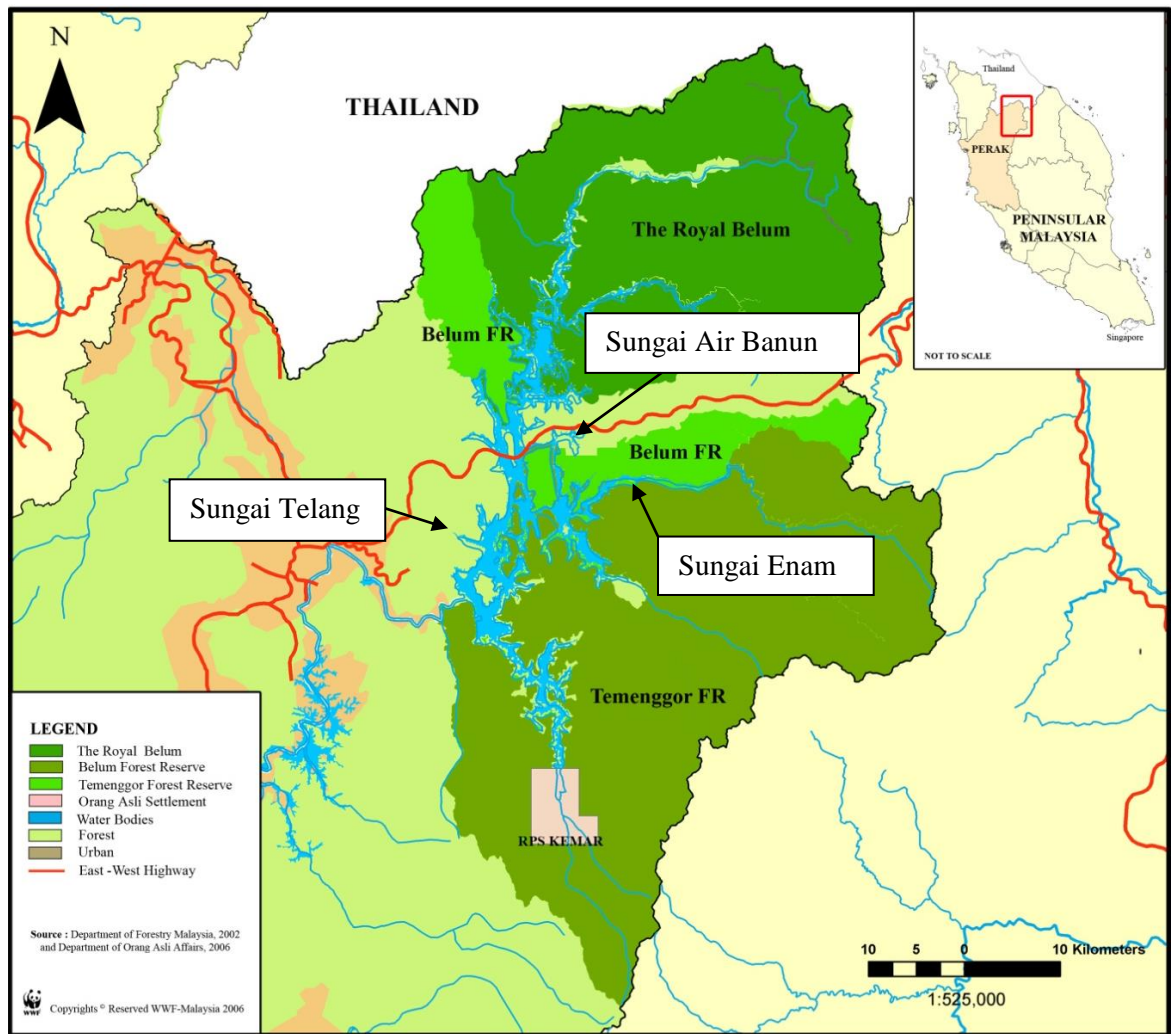 N
THAILAND
Thailand
PERAK
PENINSULAR
MALAYSIA
Singapore
NOT TO SCALE
The Royal Belum
Belum FR
Sungai Air Banun
Belum FR
Sungai Telang
Sungai Enam
Temenggor FR
RPS KEMAR
LEGEND
The Royal Belum
Belum Forest Reserve
Temenggor Forest Reserve
Orang Asli Settlement
Water Bodies
Forest
Urban
East -West Highway
Source : Department of Forestry Malaysia, 2002
and Department of Orang Asli Affairs, 2006
WWF
Copyrights © Reserved WWF-Malaysia 2006
10 5 0 10 Kilometers
1:525,000